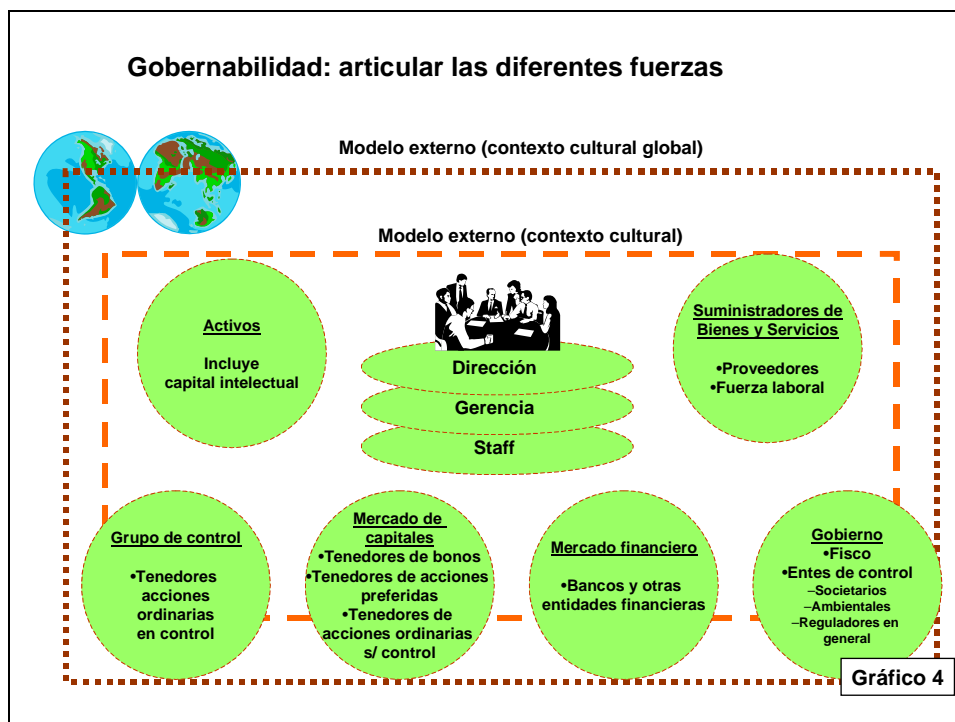 Gobernabilidad: articular las diferentes fuerzas
Modelo externo (contexto cultural global)
Modelo externo (contexto cultural)
Activos
Incluye
capital intelectual
Dirección
Gerencia
Staff
Suministradores de
Bienes y Servicios
•Proveedores
•Fuerza laboral
Grupo de control
•Tenedores
acciones
ordinarias
en control
Mercado de
capitales
•Tenedores de bonos
•Tenedores de acciones
preferidas
•Tenedores de
acciones ordinarias
s/ control
Mercado financiero
•Bancos y otras
entidades financieras
Gobierno
•Fisco
•Entes de control
–Societarios
–Ambientales
–Reguladores en
general
Gráfico 4